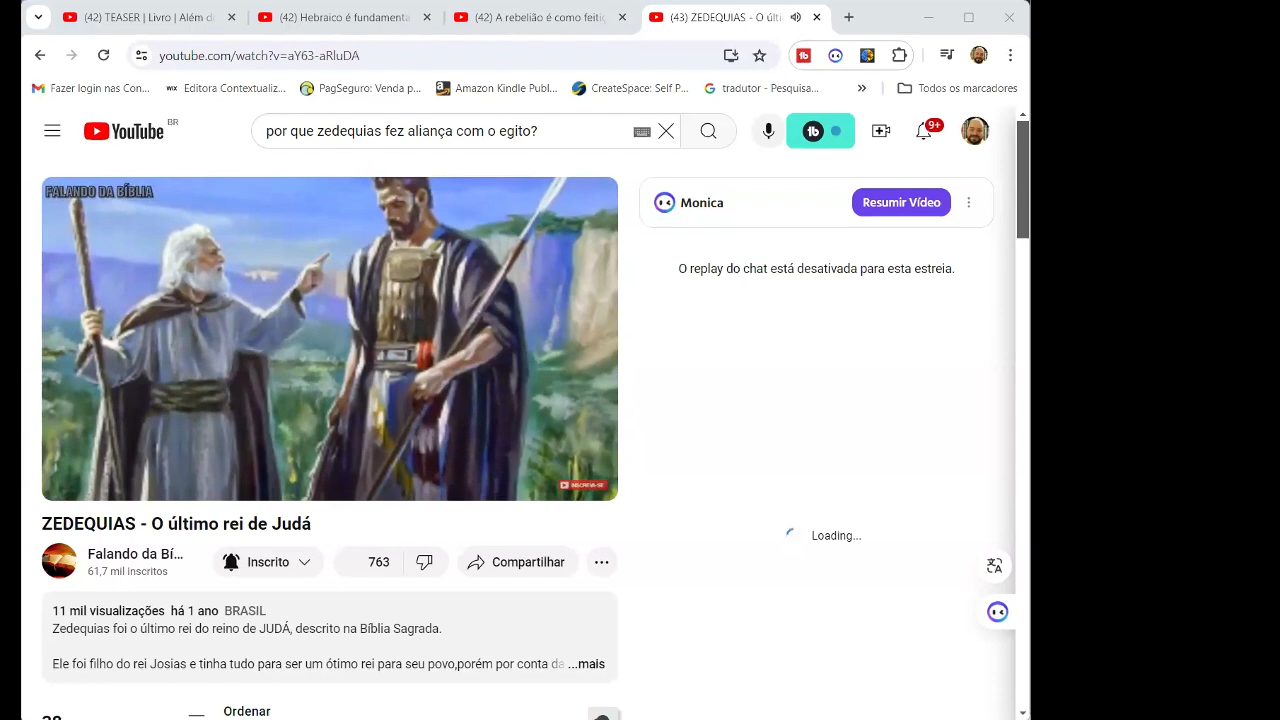 (42) TEASER | Livro | Além d
(42) Hebraico é fundamenta
(42) A rebelião é como feitiç
(43) ZEDEQUIAS - O últi
youtube.com/watch?v=aY63-aRIuDA
Fazer login nas Con...
WIX Editora Contextualiz...
PagSeguro: Venda p...
Amazon Kindle Publ...
CreateSpace: Self P...
tradutor - Pesquisa...
»
Todos os marcadores
YouTube BR
por que zedequias fez aliança com o egito?
9+
FALANDO DA BÍBLIA
INSCREVA-SE
Monica
Resumir Vídeo
O replay do chat está desativada para esta estreia.
Loading...
ZEDEQUIAS - O último rei de Judá
Falando da Bí...
61,7 mil inscritos
Inscrito
763
Compartilhar
11 mil visualizações há 1 ano BRASIL
Zedequias foi o último rei do reino de JUDÁ, na Bíblia Sagrada.
Ele foi filho do rei Josias e tinha tudo para ser um ótimo rei para seu povo,porém por conta da ...mais
Ordenar